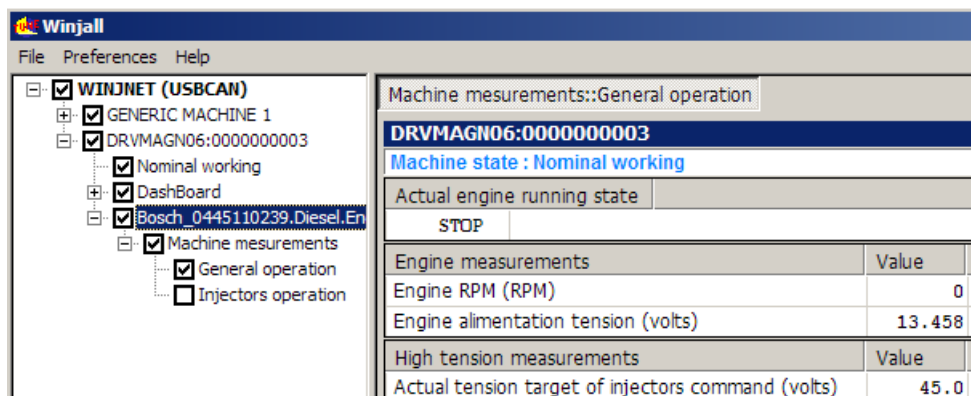 Winjall
File Preferences Help
WINJNET (USBCAN)
GENERIC MACHINE 1
DRVMAGN06:0000000003
Nominal working
DashBoard
Bosch_0445110239.Diesel.En
Machine mesurements
General operation
Injectors operation
Machine mesurements::General operation
DRVMAGN06:0000000003
Machine state : Nominal working
Actual engine running state
STOP
Engine measurements Value
Engine RPM (RPM) 0
Engine alimentation tension (volts) 13.458
High tension measurements Value
Actual tension target of injectors command (volts) 45.0